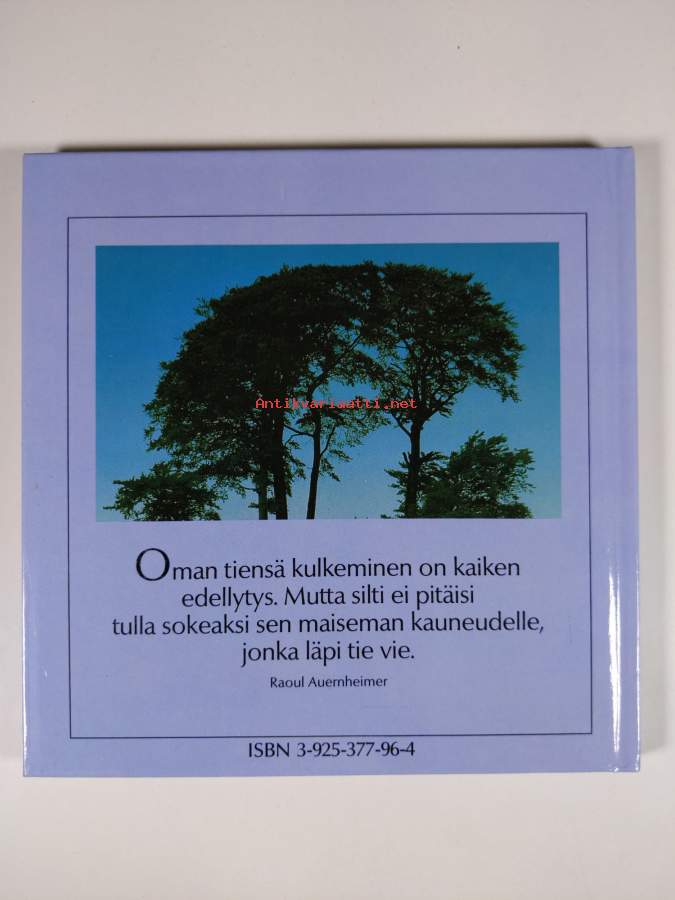 Antikvariaatti.net
Oman tiensä kulkeminen on kaiken
edellytys. Mutta silti ei pitäisi
tulla sokeaksi sen maiseman kauneudelle,
jonka läpi tie vie.
Raoul Auernheimer
ISBN 3-925-377-96-4